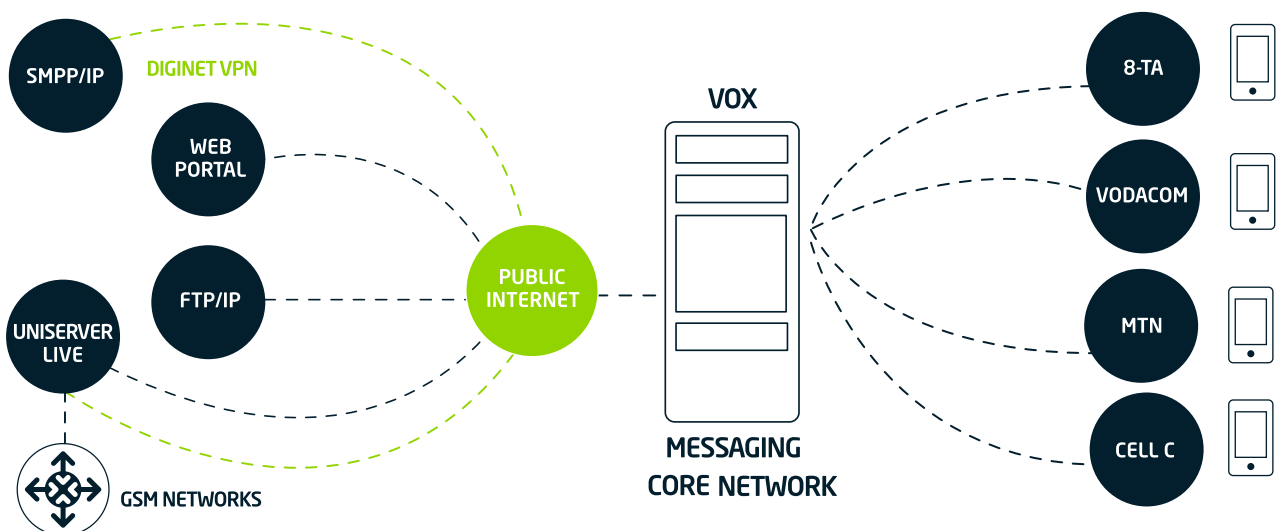 SMPP/IP
DIGINET VPN
WEB
PORTAL
FTP/IP
UNISERVER
LIVE
GSM NETWORKS
PUBLIC
INTERNET
VOX
MESSAGING
CORE NETWORK
8-TA
VODACOM
MTN
CELL C